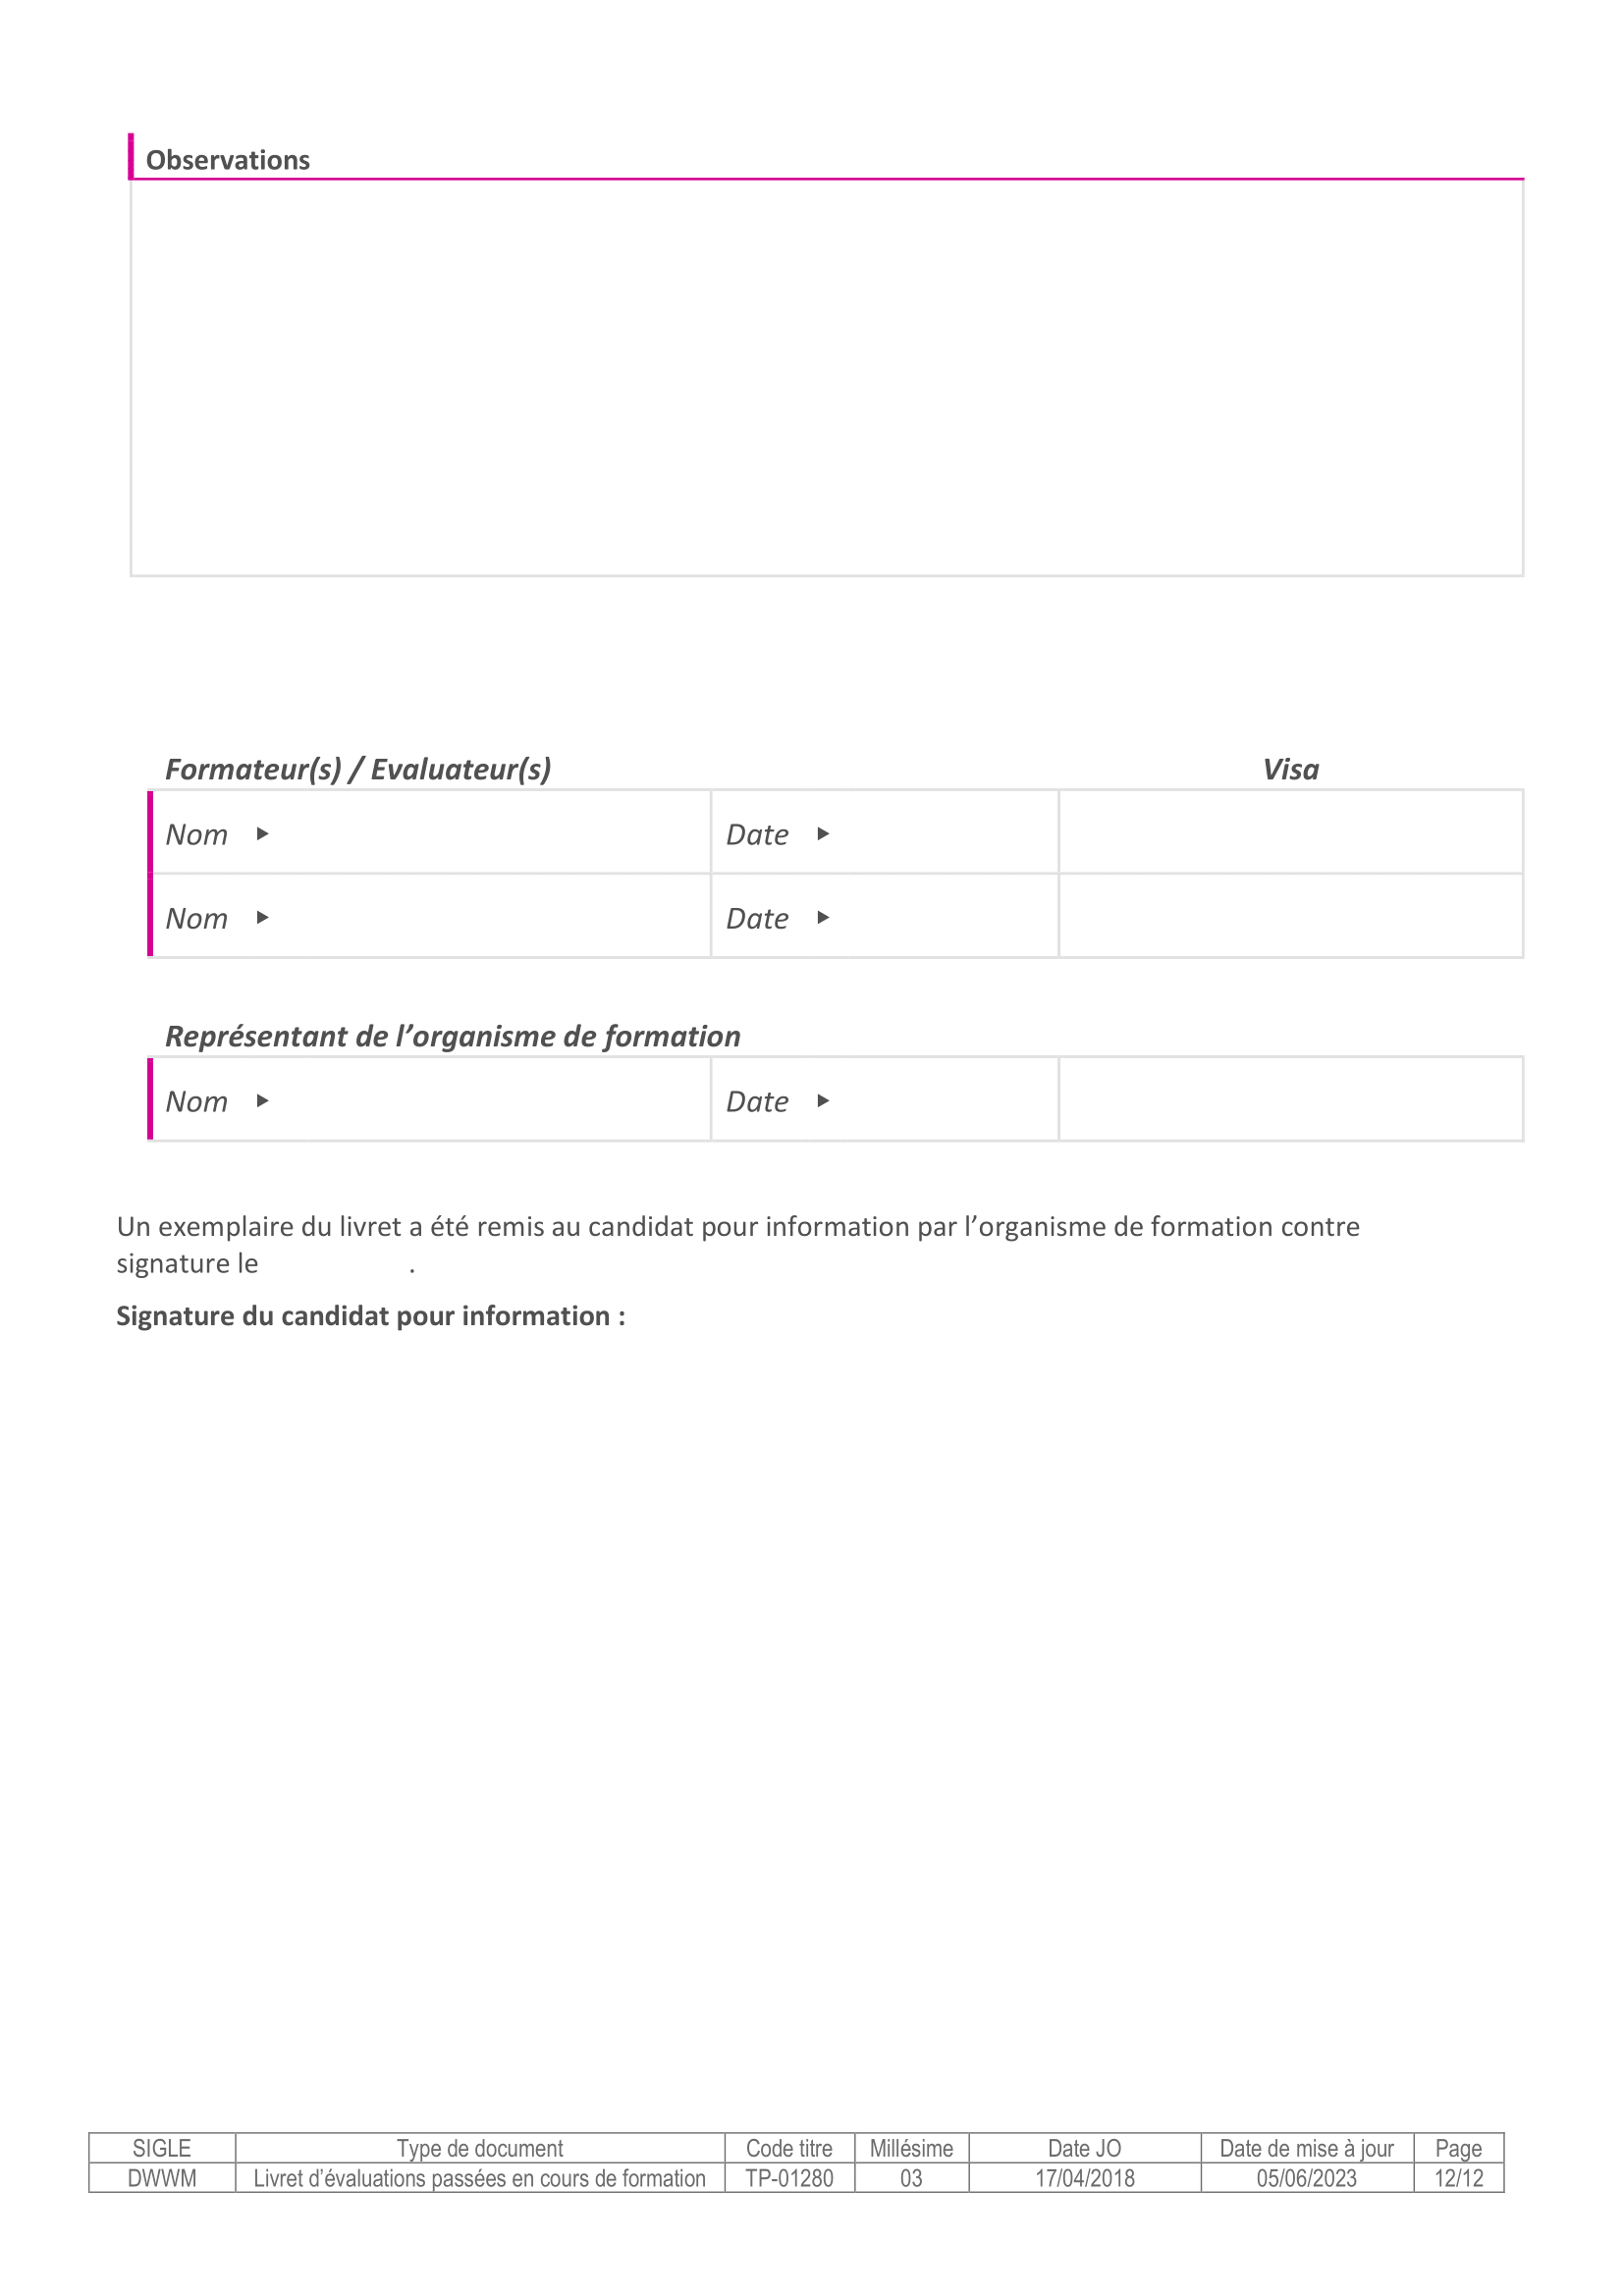 Observations
Formateur(s) / Evaluateur(s) Visa
Nom ▶ Date ▶
Nom ▶ Date ▶
Représentant de l’organisme de formation
Nom ▶ Date ▶
Un exemplaire du livret a été remis au candidat pour information par l’organisme de formation contre
signature le .
Signature du candidat pour information :
SIGLE Type de document Code titre Millésime Date JO Date de mise à jour Page
DWWM Livret d’évaluations passées en cours de formation TP-01280 03 17/04/2018 05/06/2023 12/12